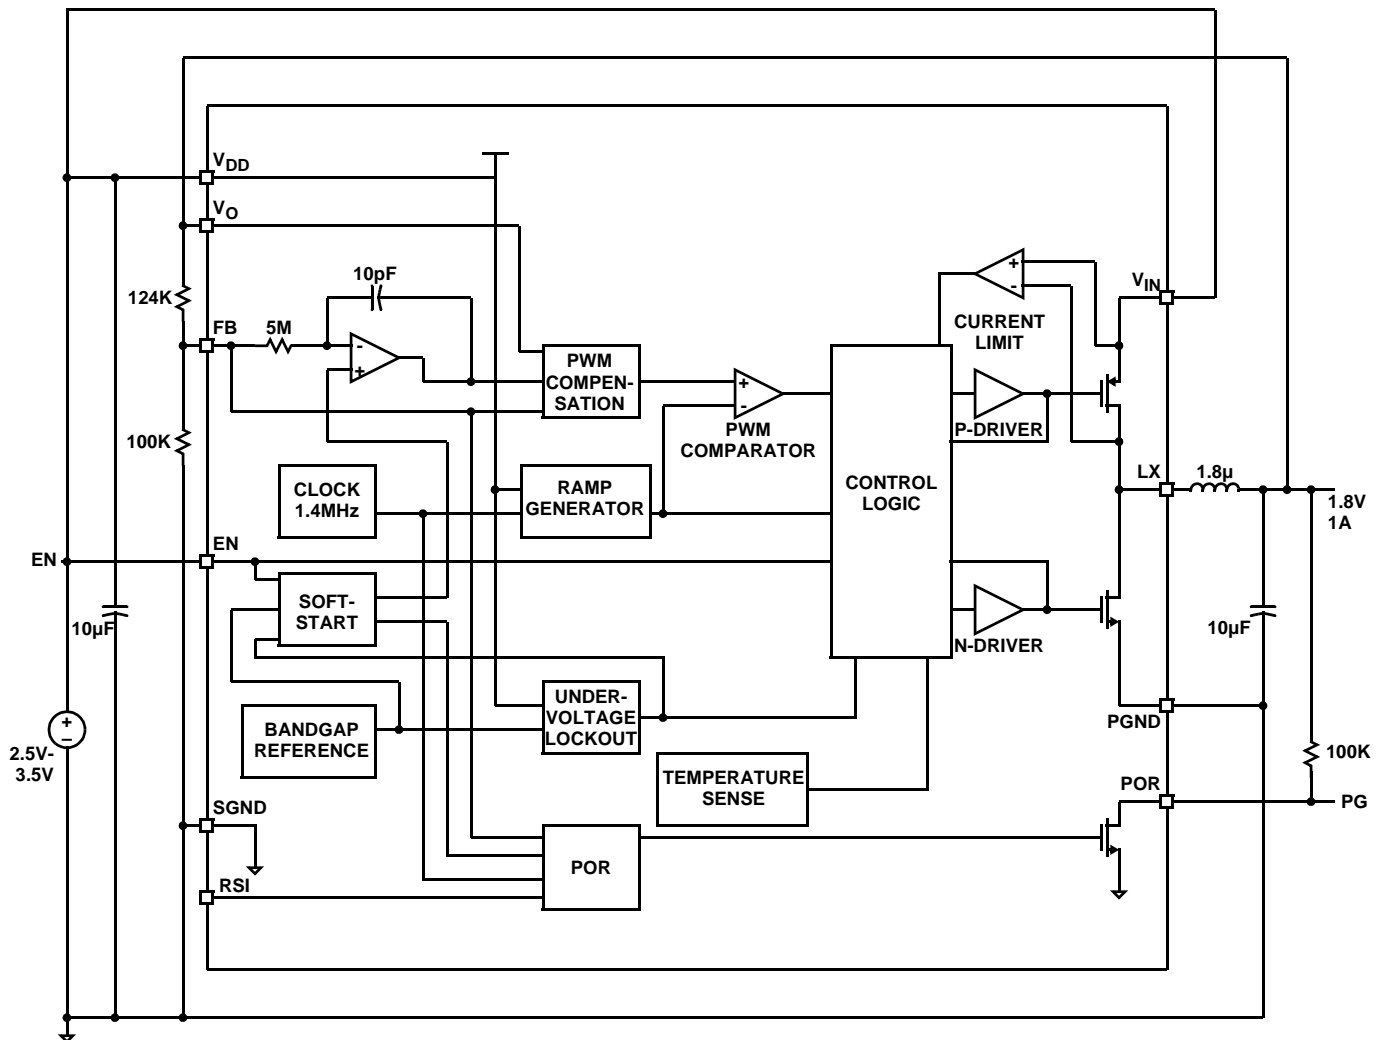 VDD
VO
10pF
124K
FB
5M
VIN
CURRENT
LIMIT
PWM
COMPEN-
SATION
+
-
PWM
COMPARATOR
P-DRIVER
100K
CLOCK
1.4MHz
RAMP
GENERATOR
CONTROL
LOGIC
LX
1.8µ
1.8V
1A
EN
EN
SOFT-
START
10µF
10µF
N-DRIVER
UNDER-
VOLTAGE
LOCKOUT
BANDGAP
REFERENCE
PGND
2.5V-
3.5V
TEMPERATURE
SENSE
100K
POR
PG
SGND
POR
RSI